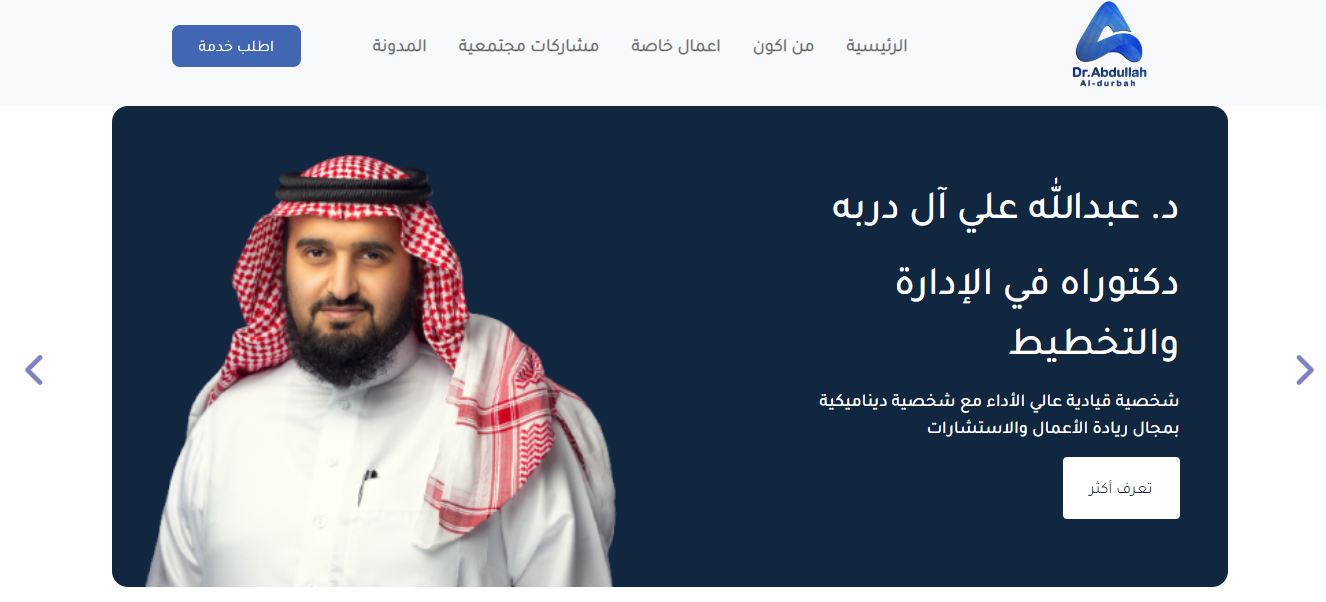 Dr.Abdullah
Al-durbah
الرئيسية
من اكون
اعمال خاصة
مشاركات مجتمعية
المدونة
اطلب خدمة
د. عبدالله علي آل دربه
دكتوراه في الإدارة
والتخطيط
شخصية قيادية عالي الأداء مع شخصية ديناميكية
بمجال ريادة الأعمال والاستشارات
تعرف أكثر